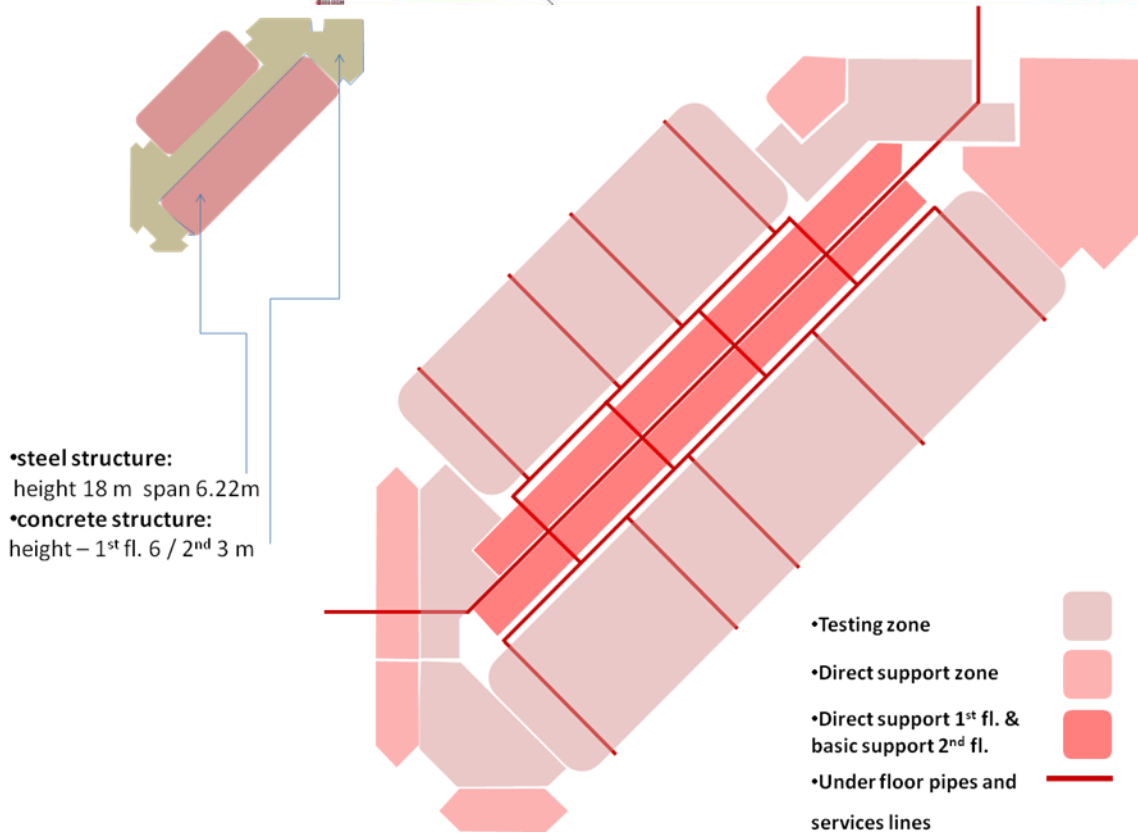 •steel structure:
height 18 m span 6.22m
•concrete structure:
height – 1st fl. 6 / 2nd 3 m
•Testing zone
•Direct support zone
•Direct support 1st fl. &
basic support 2nd fl.
•Under floor pipes and
services lines